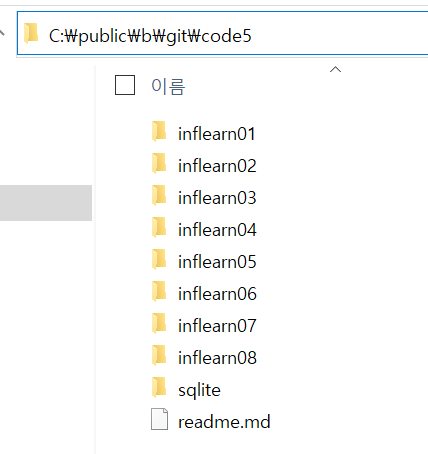 C:₩public₩b₩git₩code5
이름
inflearn01
inflearn02
inflearn03
inflearn04
inflearn05
inflearn06
inflearn07
inflearn08
sqlite
readme.md